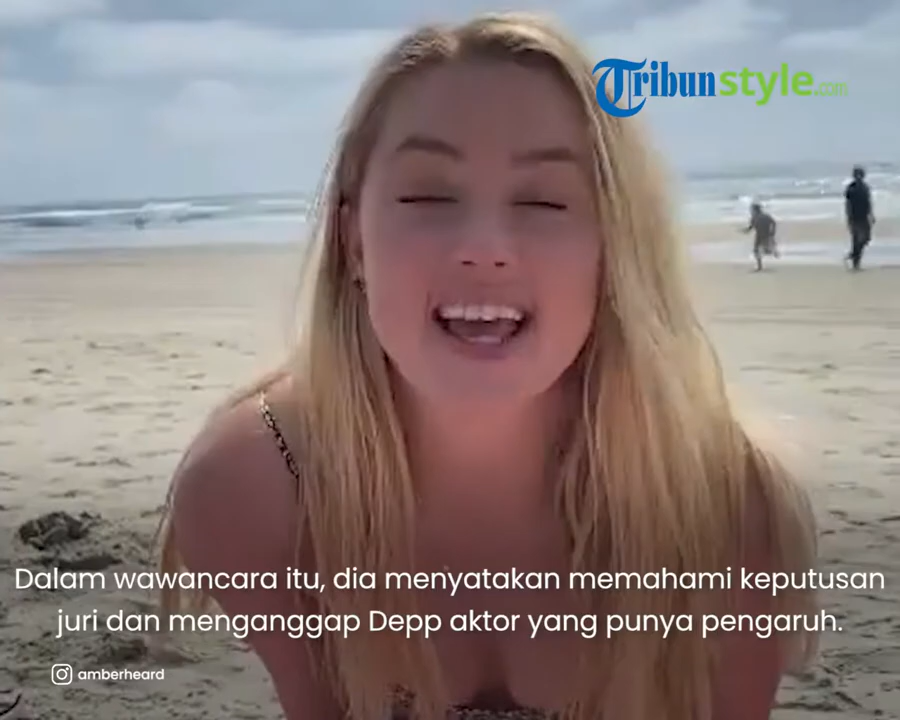 Tribunstyle.com
Dalam wawancara itu, dia menyatakan memahami keputusan
juri dan menganggap Depp aktor yang punya pengaruh.
amberheard